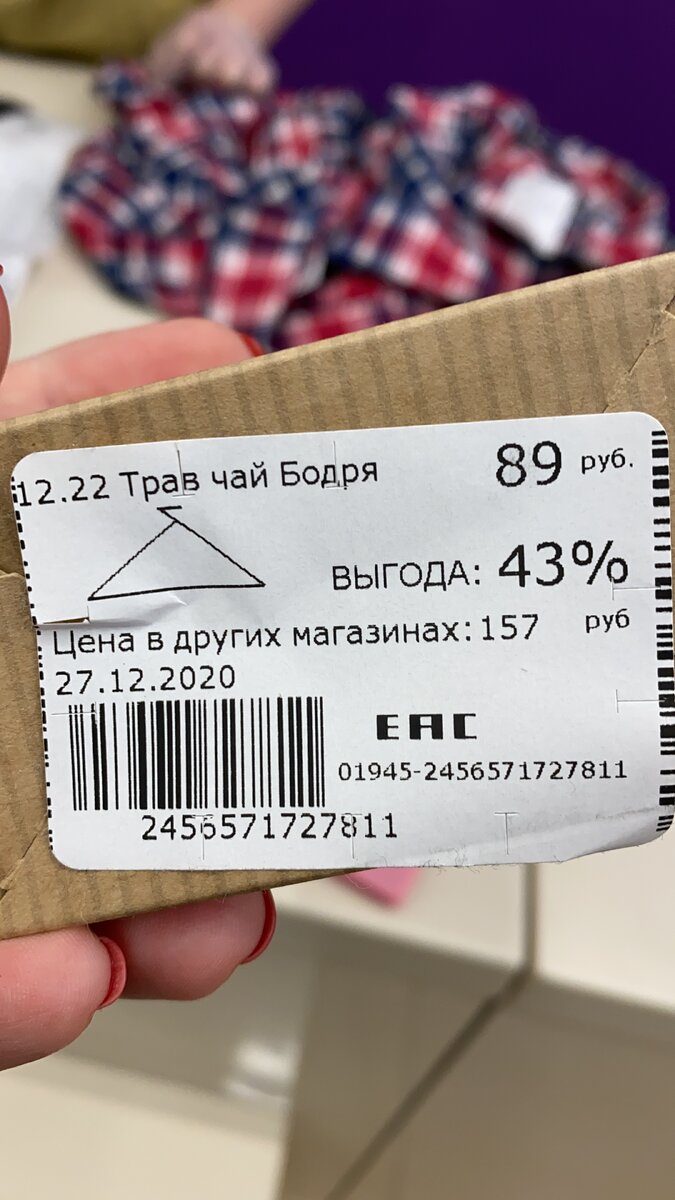 12.22 Трав чай Бодря
89 руб.
ВЫГОДА: 43%
Цена в других магазинах: 157 руб
27.12.2020
ЕАС
01945-2456571727811
2456571727811